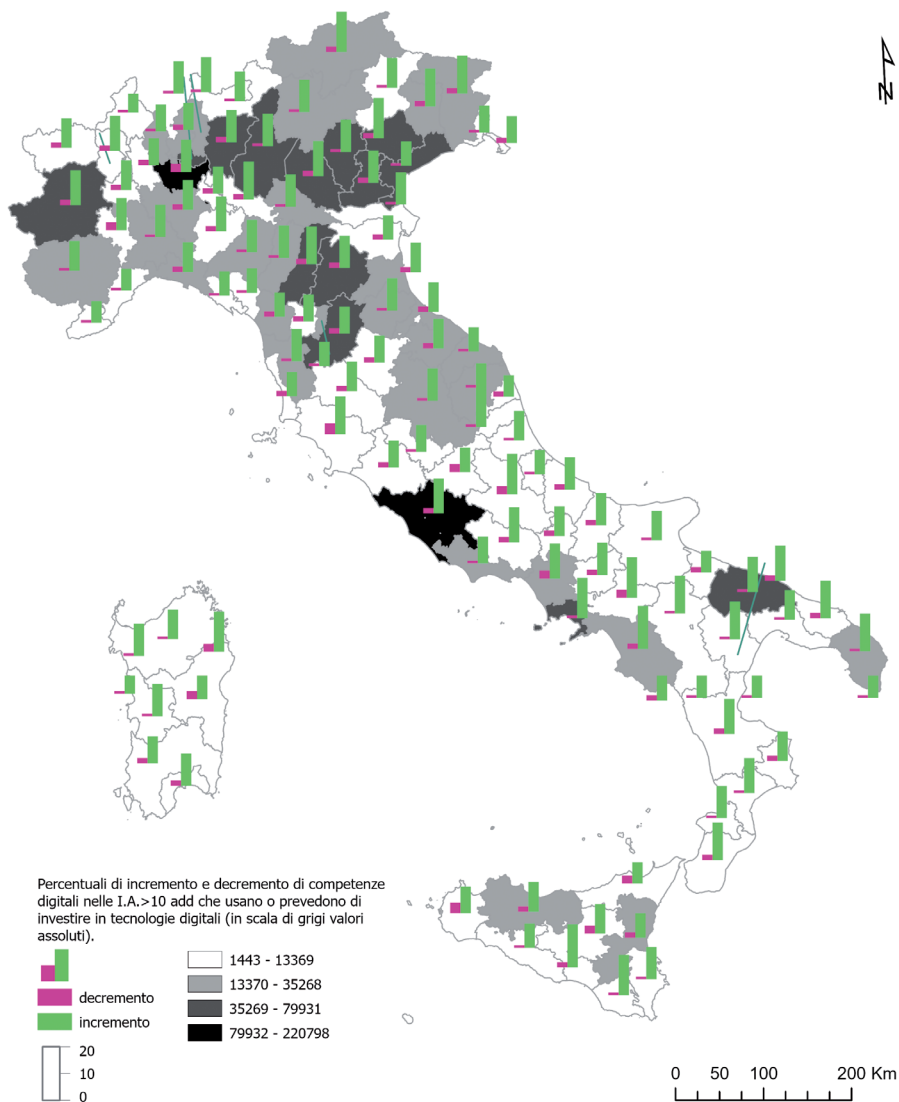 N
Percentuali di incremento e decremento di competenze
digitali nelle I.A.>10 add che usano o prevedono di
investire in tecnologie digitali (in scala di grigi valori
assoluti).
decremento
incremento
20
10
0
1443 - 13369
13370 - 35268
35269 - 79931
79932 - 220798
0 50 100 200 Km